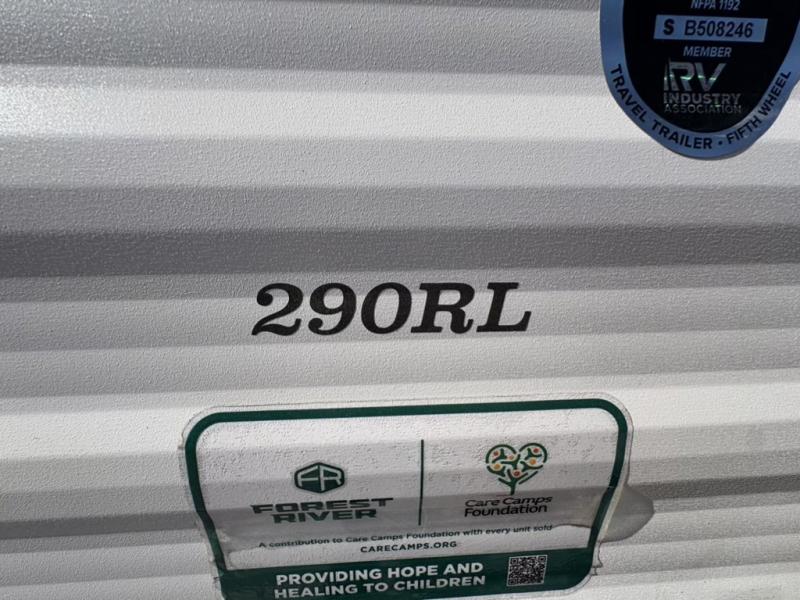 NFPA 1192
S B508246
MEMBER
RV
INDUSTRY
ASSOCIATION
TRAVEL TRAILER • FIFTH WHEEL
290RL
FR
FOREST
RIVER
Care Camps
Foundation
A contribution to Care Camps Foundation with every unit sold
CARECAMPS.ORG
PROVIDING HOPE AND
HEALING TO CHILDREN